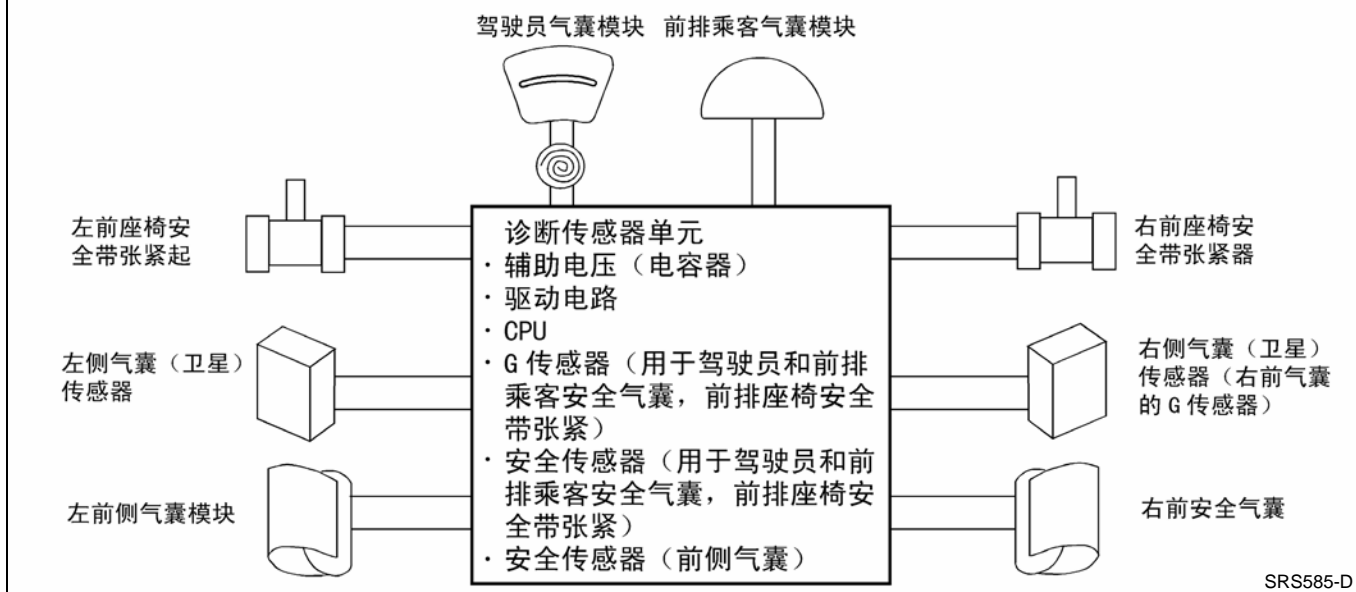 驾驶员气囊模块 前排乘客气囊模块
左前座椅安
全带张紧起
左侧气囊（卫星）
传感器
左前侧气囊模块
诊断传感器单元
·辅助电压（电容器）
·驱动电路
·CPU
·G 传感器（用于驾驶员和前排
乘客安全气囊，前排座椅安全
带张紧）
·安全传感器（用于驾驶员和前
排乘客安全气囊，前排座椅安
全带张紧）
·安全传感器（前侧气囊）
右前座椅安
全带张紧器
右侧气囊（卫星）
传感器（右前气囊
的 G 传感器）
右前安全气囊
SRS585-D